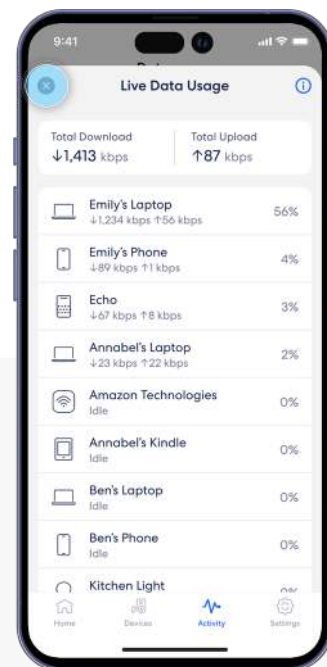 9:41
Live Data Usage
Total Download
↓1,413 kbps
Total Upload
↑87 kbps
Emily's Laptop
↓1,234 kbps ↑56 kbps
56%
Emily's Phone
↓89 kbps ↑1 kbps
4%
Echo
↓67 kbps ↑8 kbps
3%
Annabel's Laptop
↓23 kbps ↑22 kbps
2%
Amazon Technologies
Idle
0%
Annabel's Kindle
Idle
0%
Ben's Laptop
Idle
0%
Ben's Phone
Idle
0%
Kitchen Light
Home
Devices
Activity
Settings